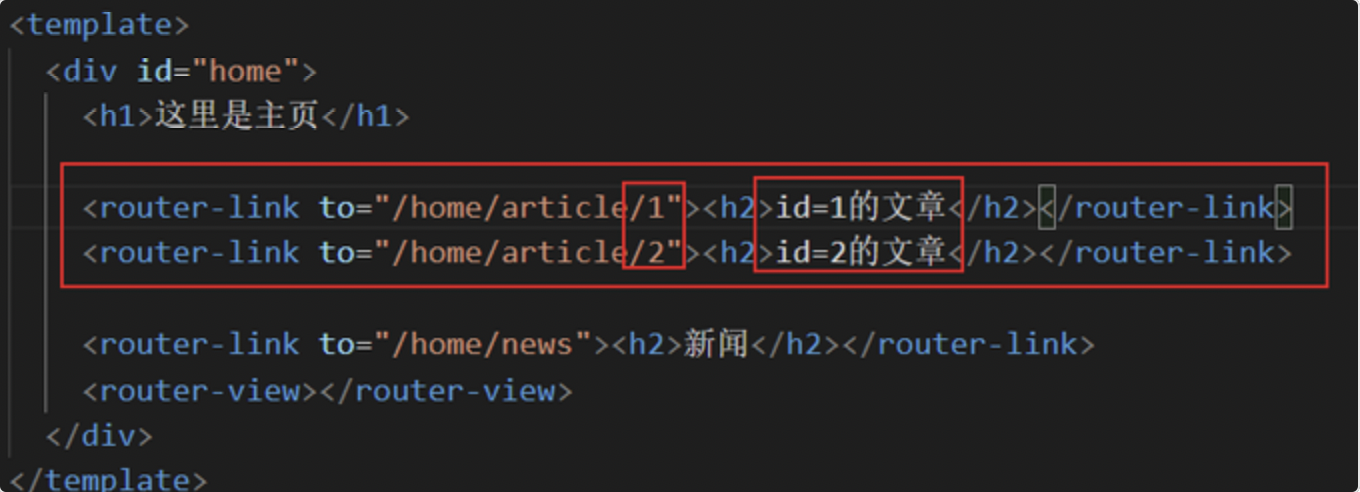 <template>
<div id="home">
<h1>这里是主页</h1>
<router-link to="/home/article/1"><h2>id=1的文章</h2></router-link>
<router-link to="/home/article/2"><h2>id=2的文章</h2></router-link>
<router-link to="/home/news"><h2>新闻</h2></router-link>
<router-view></router-view>
</div>
</template>